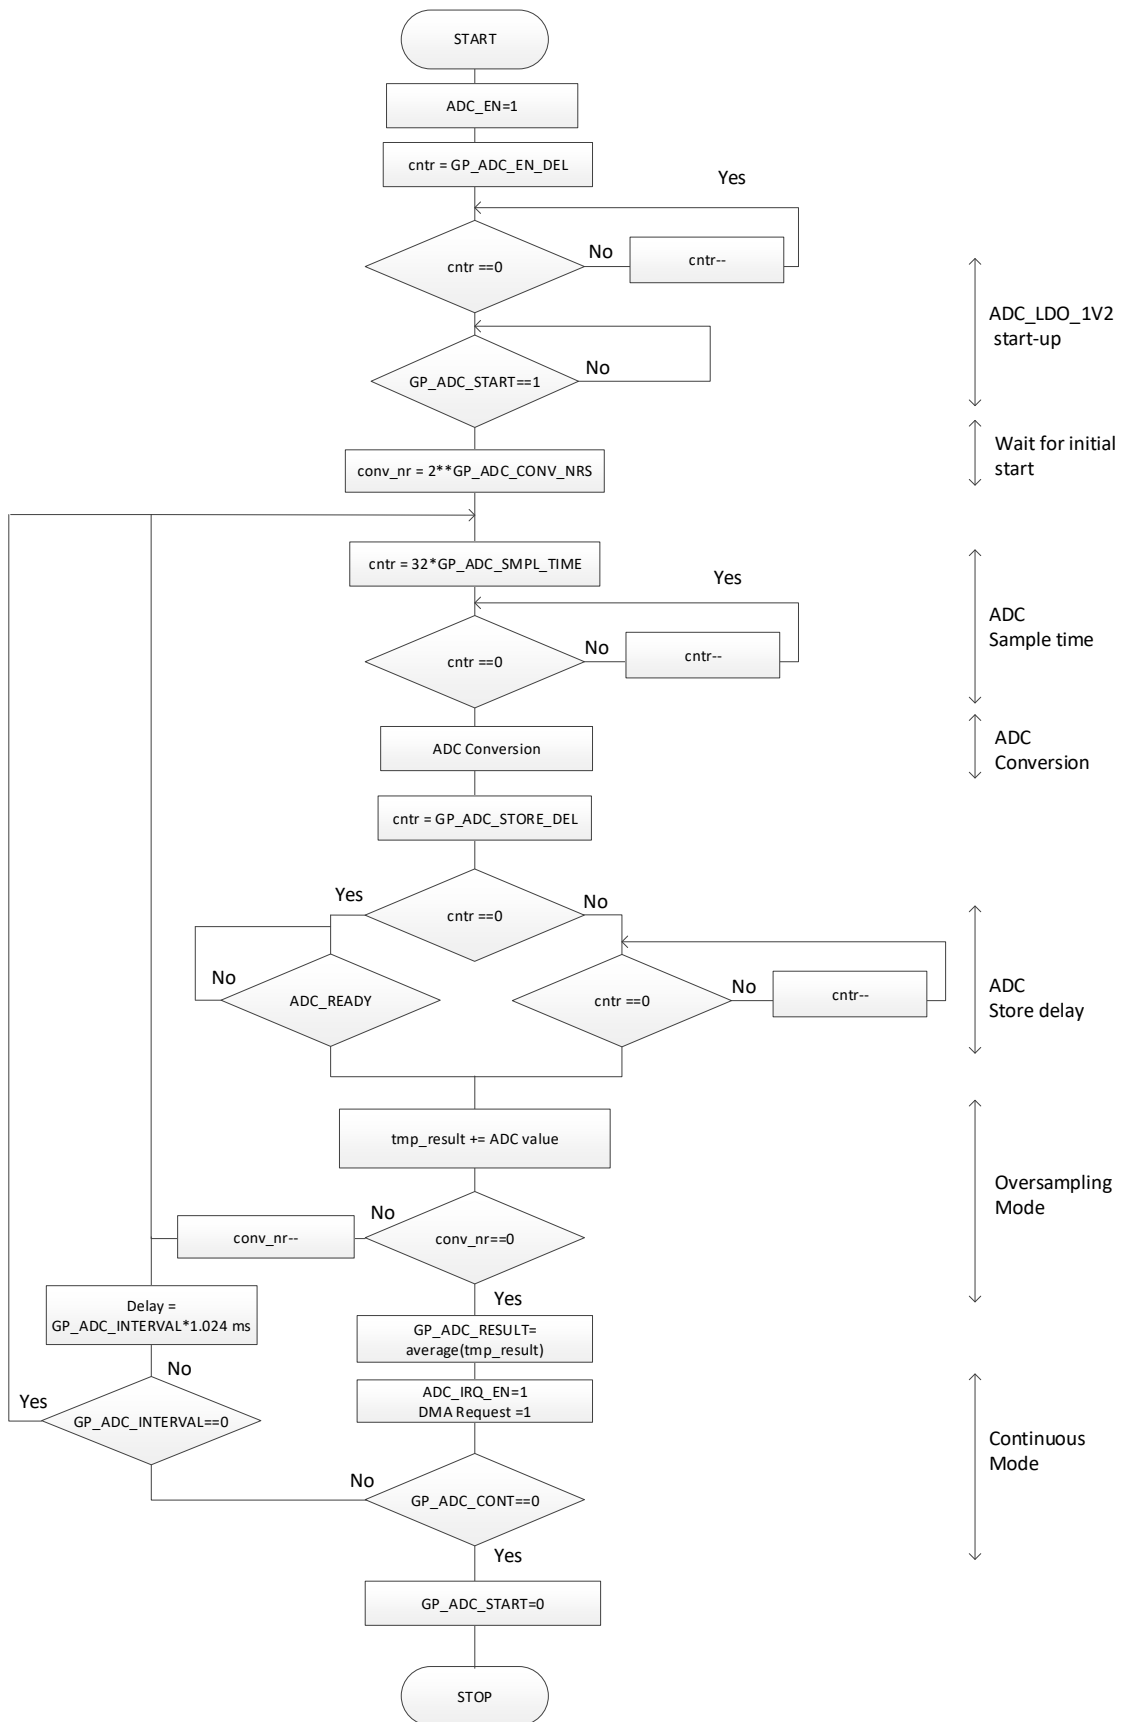 START
ADC_EN=1
cntr = GP_ADC_EN_DEL
Yes
cntr ==0
No
cntr--
ADC_LDO_1V2
start-up
GP_ADC_START==1
No
Wait for initial
start
conv_nr = 2**GP_ADC_CONV_NRS
cntr = 32*GP_ADC_SMPL_TIME
Yes
cntr ==0
No
cntr--
ADC
Sample time
ADC Conversion
ADC
Conversion
cntr = GP_ADC_STORE_DEL
Yes
cntr ==0
No
No
ADC_READY
cntr ==0
No
cntr--
ADC
Store delay
tmp_result += ADC value
Oversampling
Mode
conv_nr--
No
conv_nr==0
Yes
Delay =
GP_ADC_INTERVAL*1.024 ms
GP_ADC_RESULT=
average(tmp_result)
No
Yes
GP_ADC_INTERVAL==0
ADC_IRQ_EN=1
DMA Request =1
Continuous
Mode
No
GP_ADC_CONT==0
Yes
GP_ADC_START=0
STOP